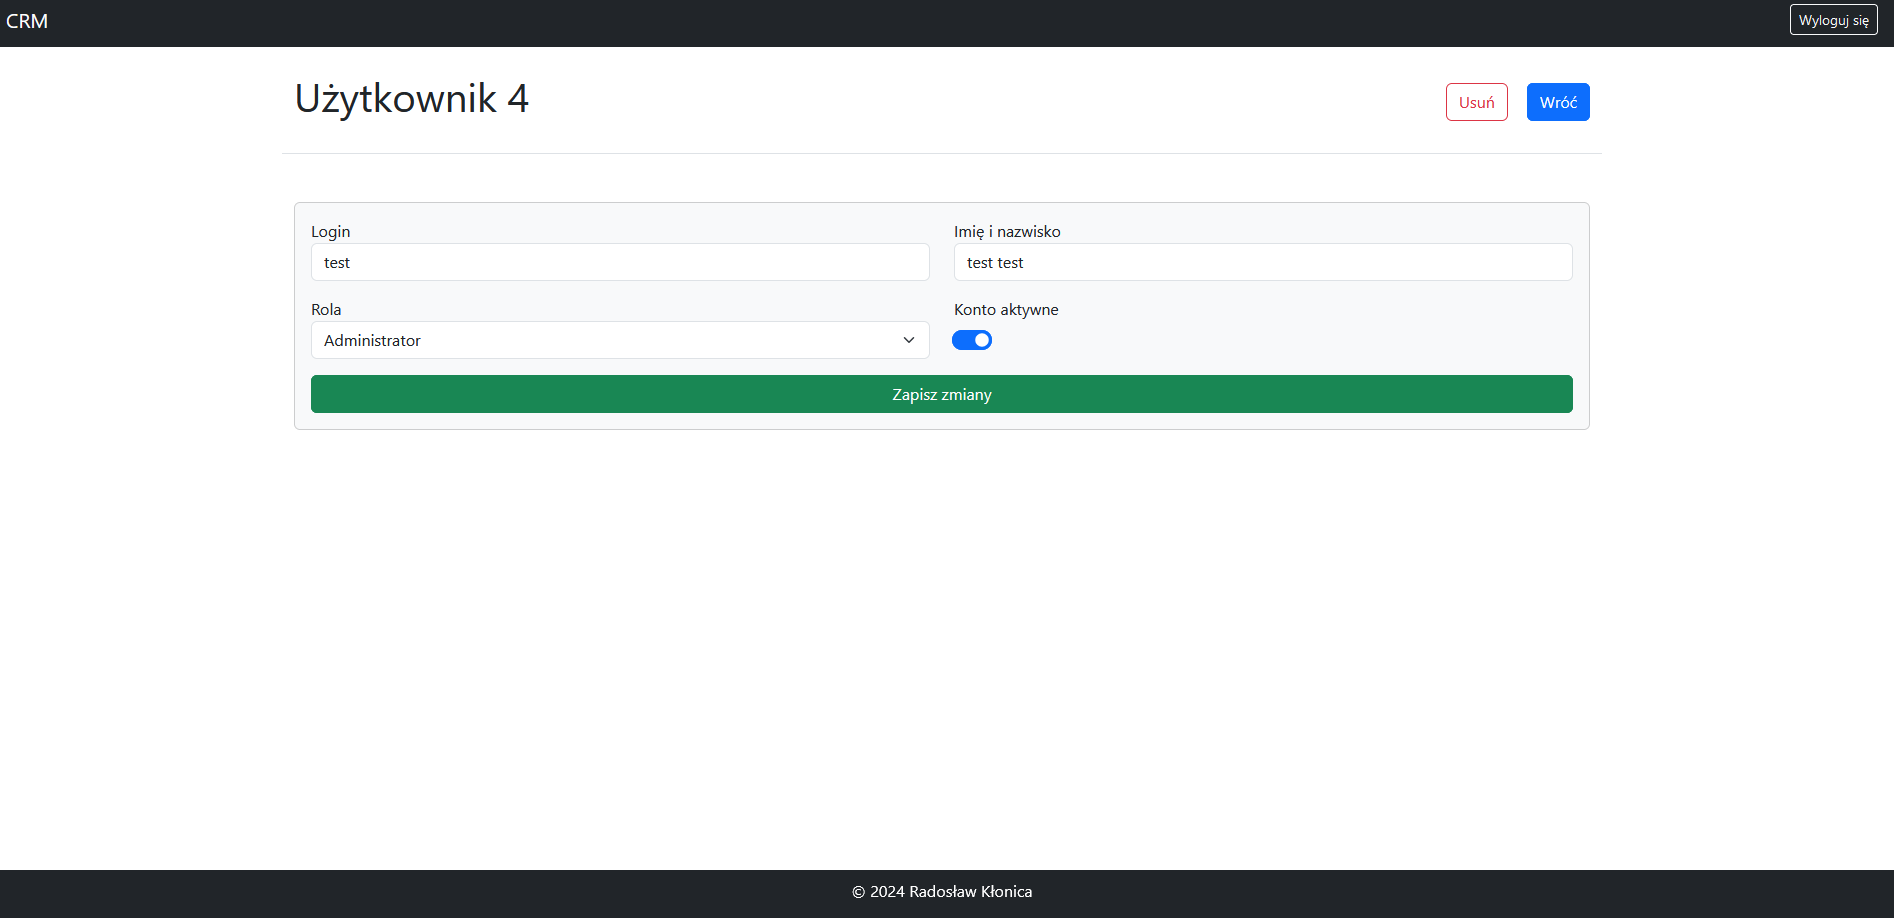 CRM
Wyloguj się
Użytkownik 4
Usuń
Wróć
Login
Imię i nazwisko
test
test test
Rola
Konto aktywne
Administrator
Zapisz zmiany
© 2024 Radosław Kłonica